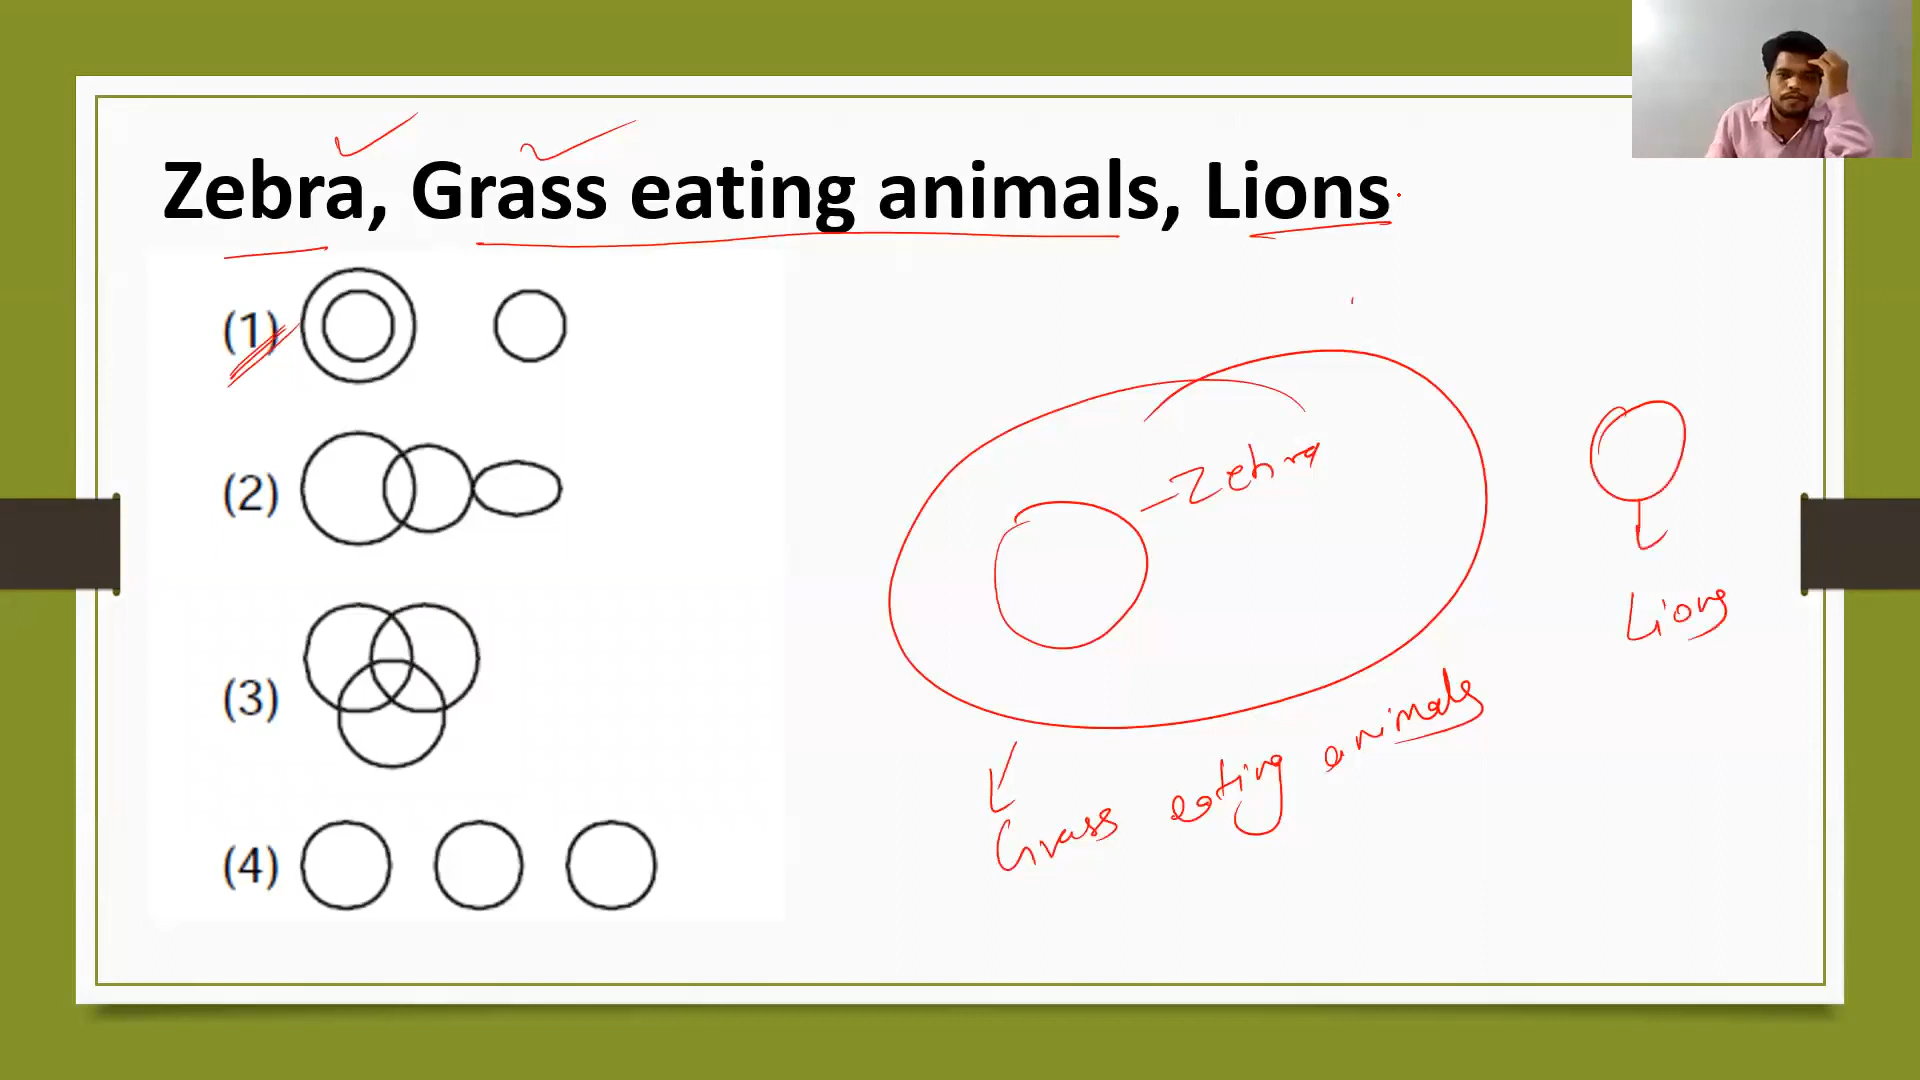 Zebra, Grass eating animals, Lions
(1)
(2)
(3)
(4)
Zebra
Lions
Grass eating animals